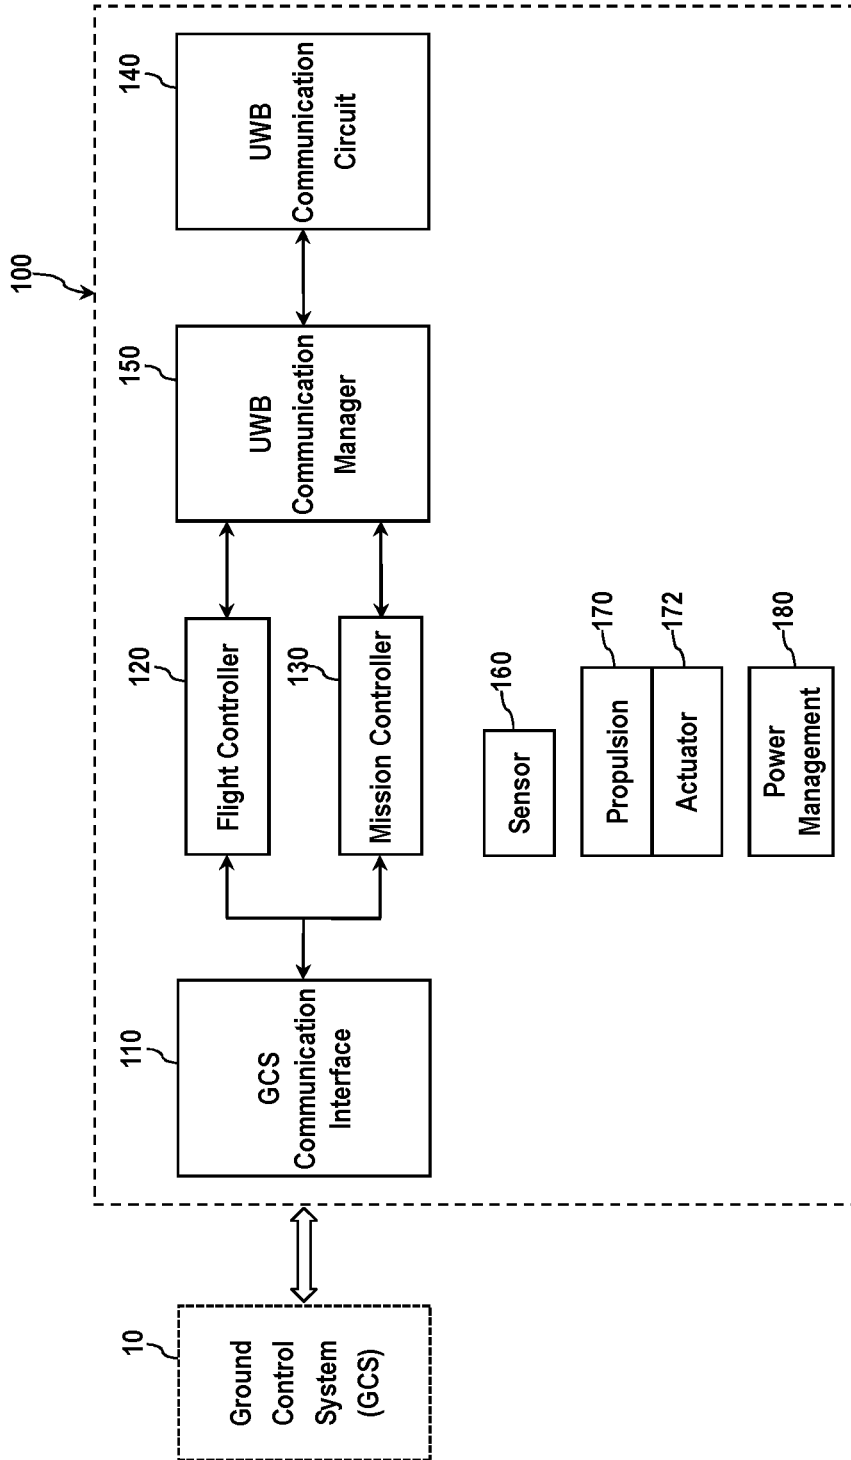 100
10
Ground
Control
System
(GCS)
110
GCS
Communication
Interface
120
Flight Controller
130
Mission Controller
150
UWB
Communication
Manager
140
UWB
Communication
Circuit
160
Sensor
170
Propulsion
172
Actuator
180
Power
Management